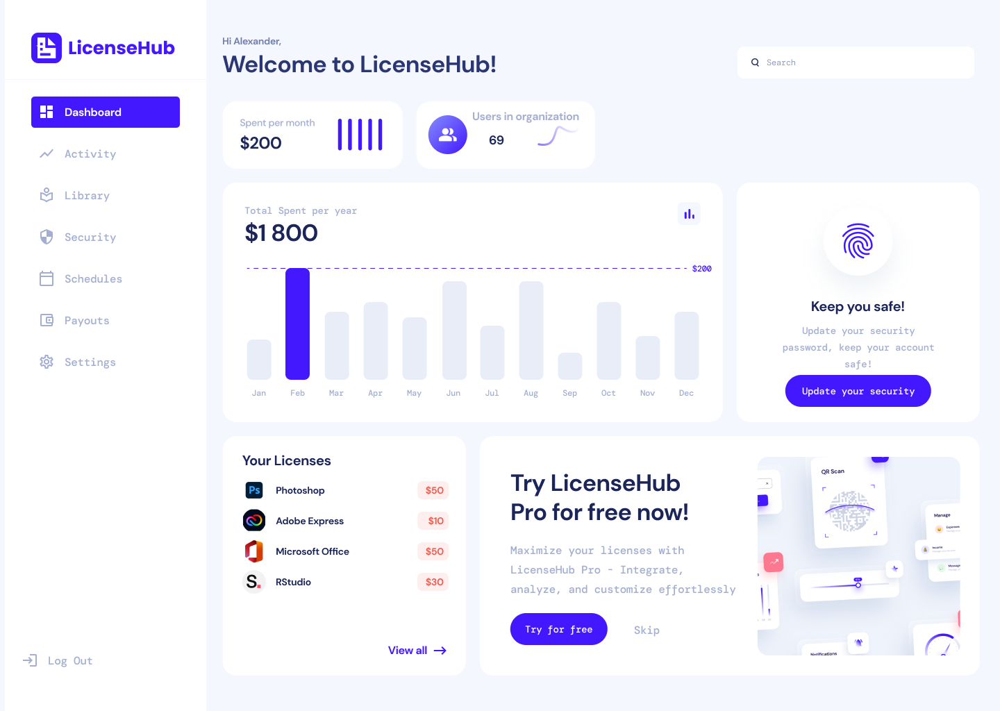 LicenseHub
Dashboard
Activity
Library
Security
Schedules
Payouts
Settings
Log Out
Hi Alexander,
Welcome to LicenseHub!
Search
Spent per month
$200
Users in organization
69
Total Spent per year
$1 800
$200
Jan Feb Mar Apr May Jun Jul Aug Sep Oct Nov Dec
Keep you safe!
Update your security
password, keep your account
safe!
Update your security
Your Licenses
Ps Photoshop $50
Adobe Express $10
Microsoft Office $50
S. RStudio $30
View all
Try LicenseHub
Pro for free now!
Maximize your licenses with
LicenseHub Pro - Integrate,
analyze, and customize effortlessly
Try for free
Skip
QR Scan
Manage
Expenses
Income
Notifications